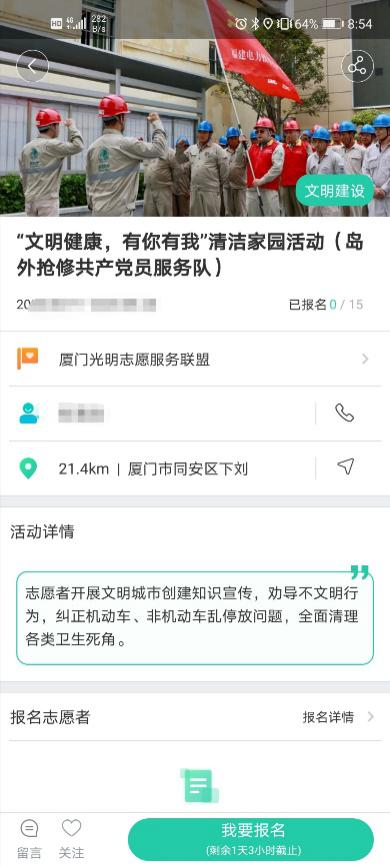 HD 4G 282 B/s 64% 8:54
福建电力
文明建设
“文明健康，有你有我”清洁家园活动（岛
外抢修共产党员服务队）
20 已报名0 / 15
厦门光明志愿服务联盟
21.4km | 厦门市同安区下刘
活动详情
志愿者开展文明城市创建知识宣传，劝导不文明行
为，纠正机动车、非机动车乱停放问题，全面清理
各类卫生死角。
报名志愿者 报名详情
留言 关注 我要报名
(剩余1天3小时截止)